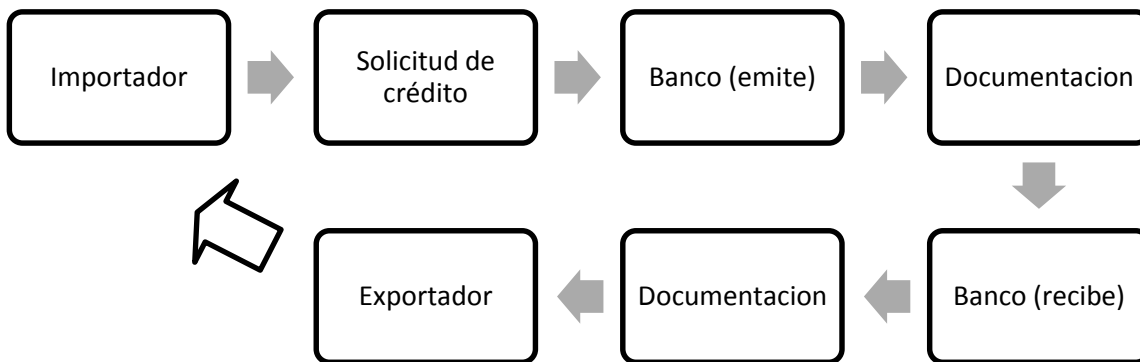 Importador
Solicitud de
crédito
Banco (emite)
Documentacion
Banco (recibe)
Documentacion
Exportador